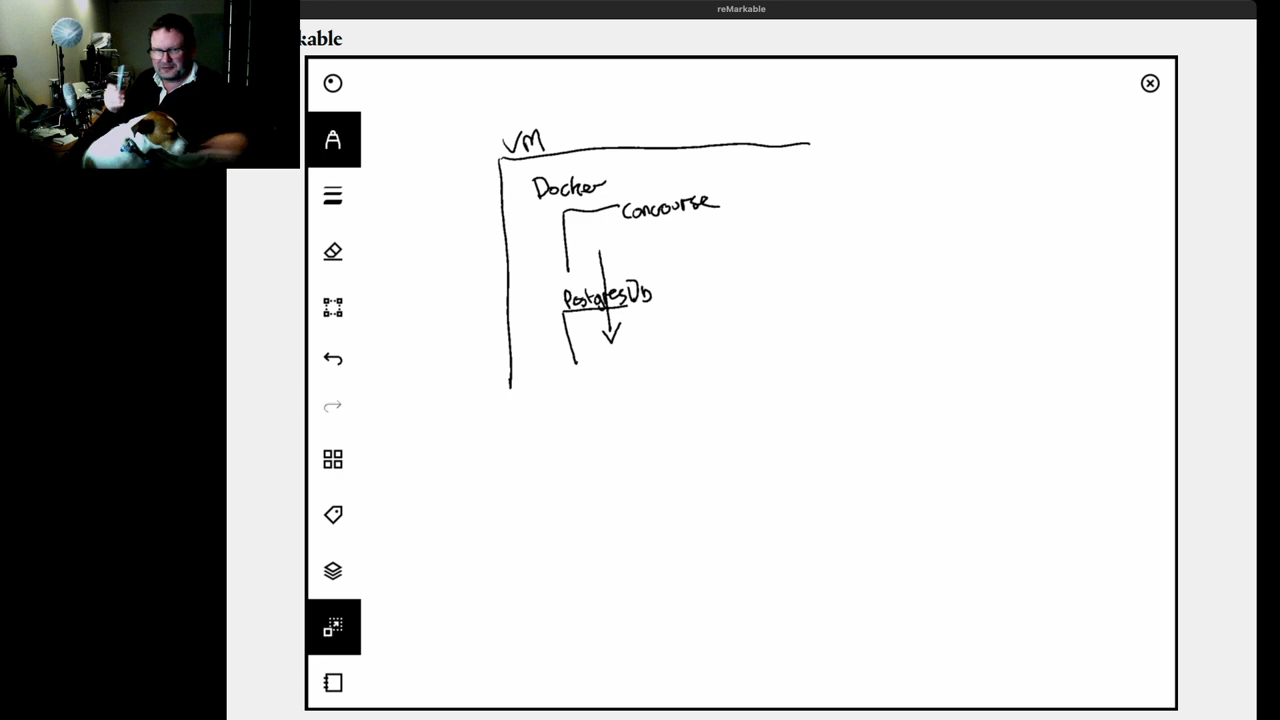 reMarkable
kable
VM
Docker
Concourse
PostgresDb